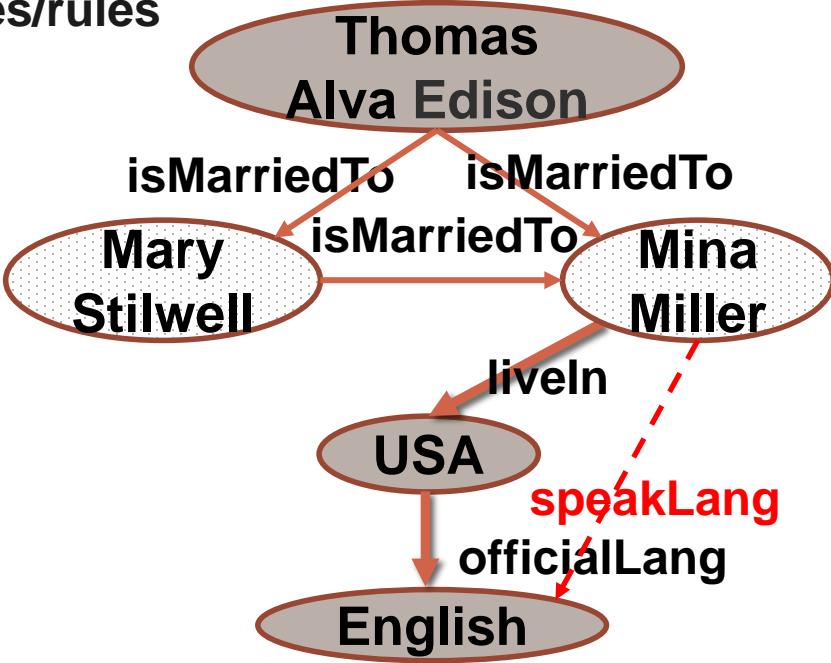 es/rules
Thomas
Alva Edison
isMarriedTo
isMarriedTo
isMarriedTo
Mary
Stilwell
Mina
Miller
liveIn
USA
speakLang
officialLang
English